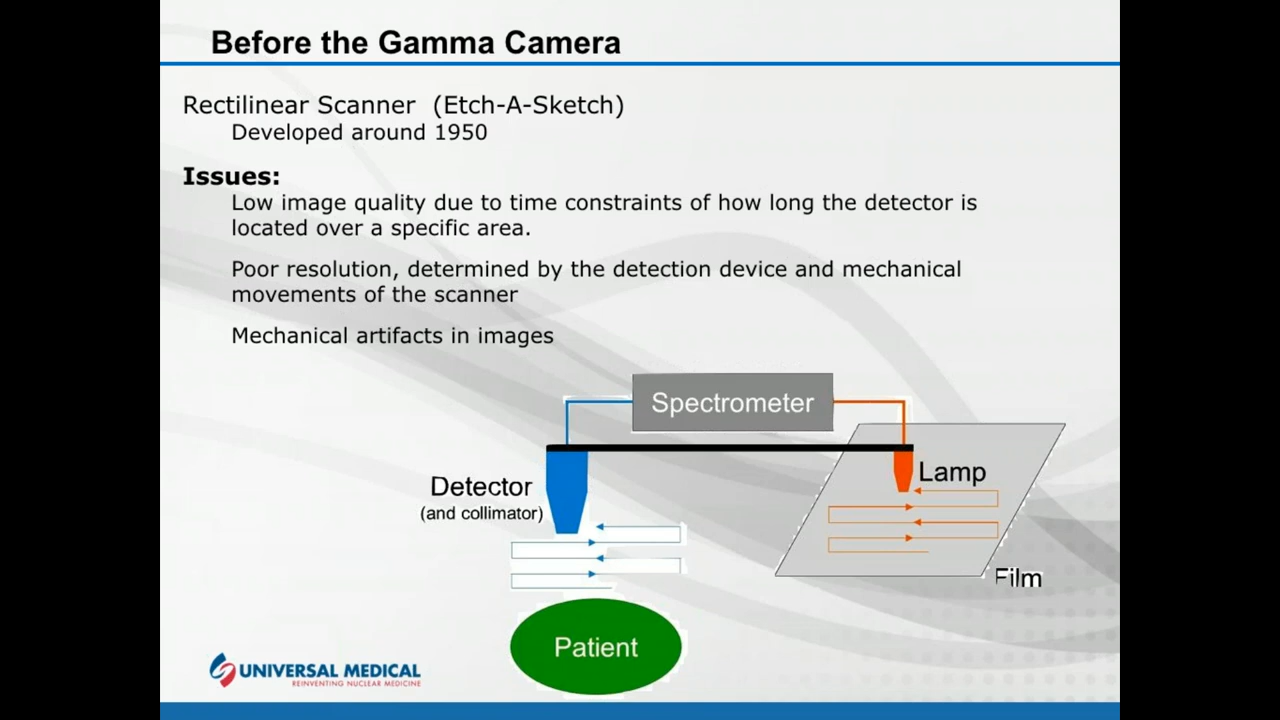 Before the Gamma Camera
Rectilinear Scanner (Etch-A-Sketch)
Developed around 1950
Issues:
Low image quality due to time constraints of how long the detector is
located over a specific area.
Poor resolution, determined by the detection device and mechanical
movements of the scanner
Mechanical artifacts in images
Spectrometer
Lamp
Detector
(and collimator)
Film
Patient
UNIVERSAL MEDICAL
REINVENTING NUCLEAR MEDICINE